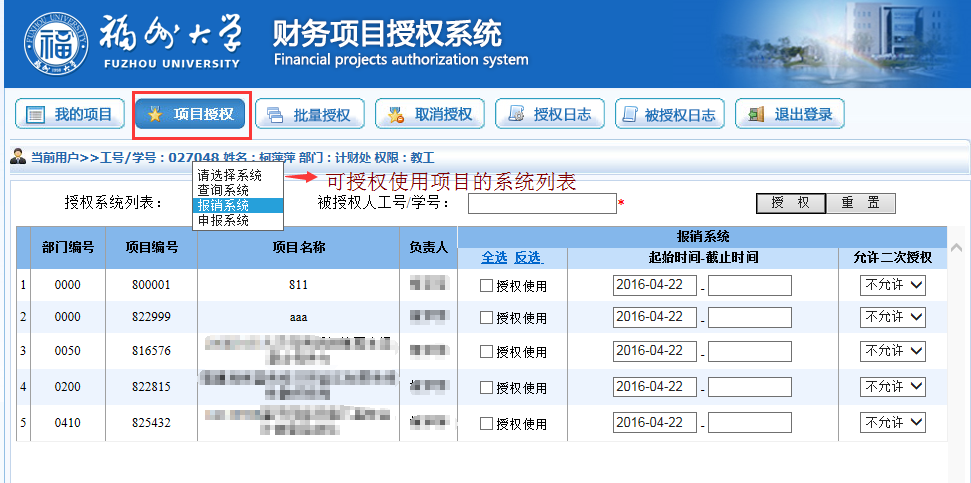 福州大学
FUZHOU UNIVERSITY
财务项目授权系统
Financial projects authorization system
我的项目 项目授权 批量授权 取消授权 授权日志 被授权日志 退出登录
当前用户>>工号/学号：027048 姓名：柯萍萍 部门：计财处 权限：教工
请选择系统
查询系统
报销系统
申报系统
可授权使用项目的系统列表
授权系统列表： 被授权人工号/学号： * 授 权 重 置
部门编号 项目编号 项目名称 负责人 报销系统
全选 反选 起始时间-截止时间 允许二次授权
1 0000 800001 811 授权使用 2016-04-22 - 不允许
2 0000 822999 aaa 授权使用 2016-04-22 - 不允许
3 0050 816576 授权使用 2016-04-22 - 不允许
4 0200 822815 授权使用 2016-04-22 - 不允许
5 0410 825432 授权使用 2016-04-22 - 不允许